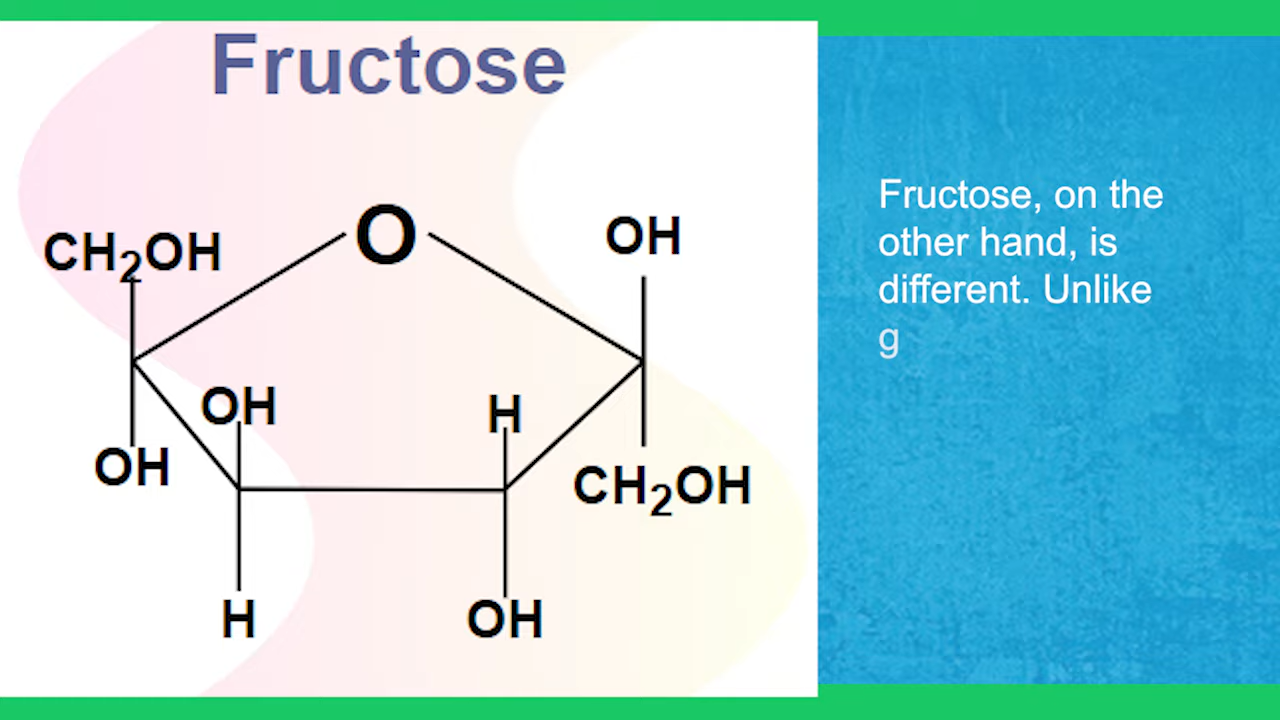 Fructose
O
CH₂OH
OH
OH
H
OH
CH₂OH
H
OH
Fructose, on the
other hand, is
different. Unlike
g